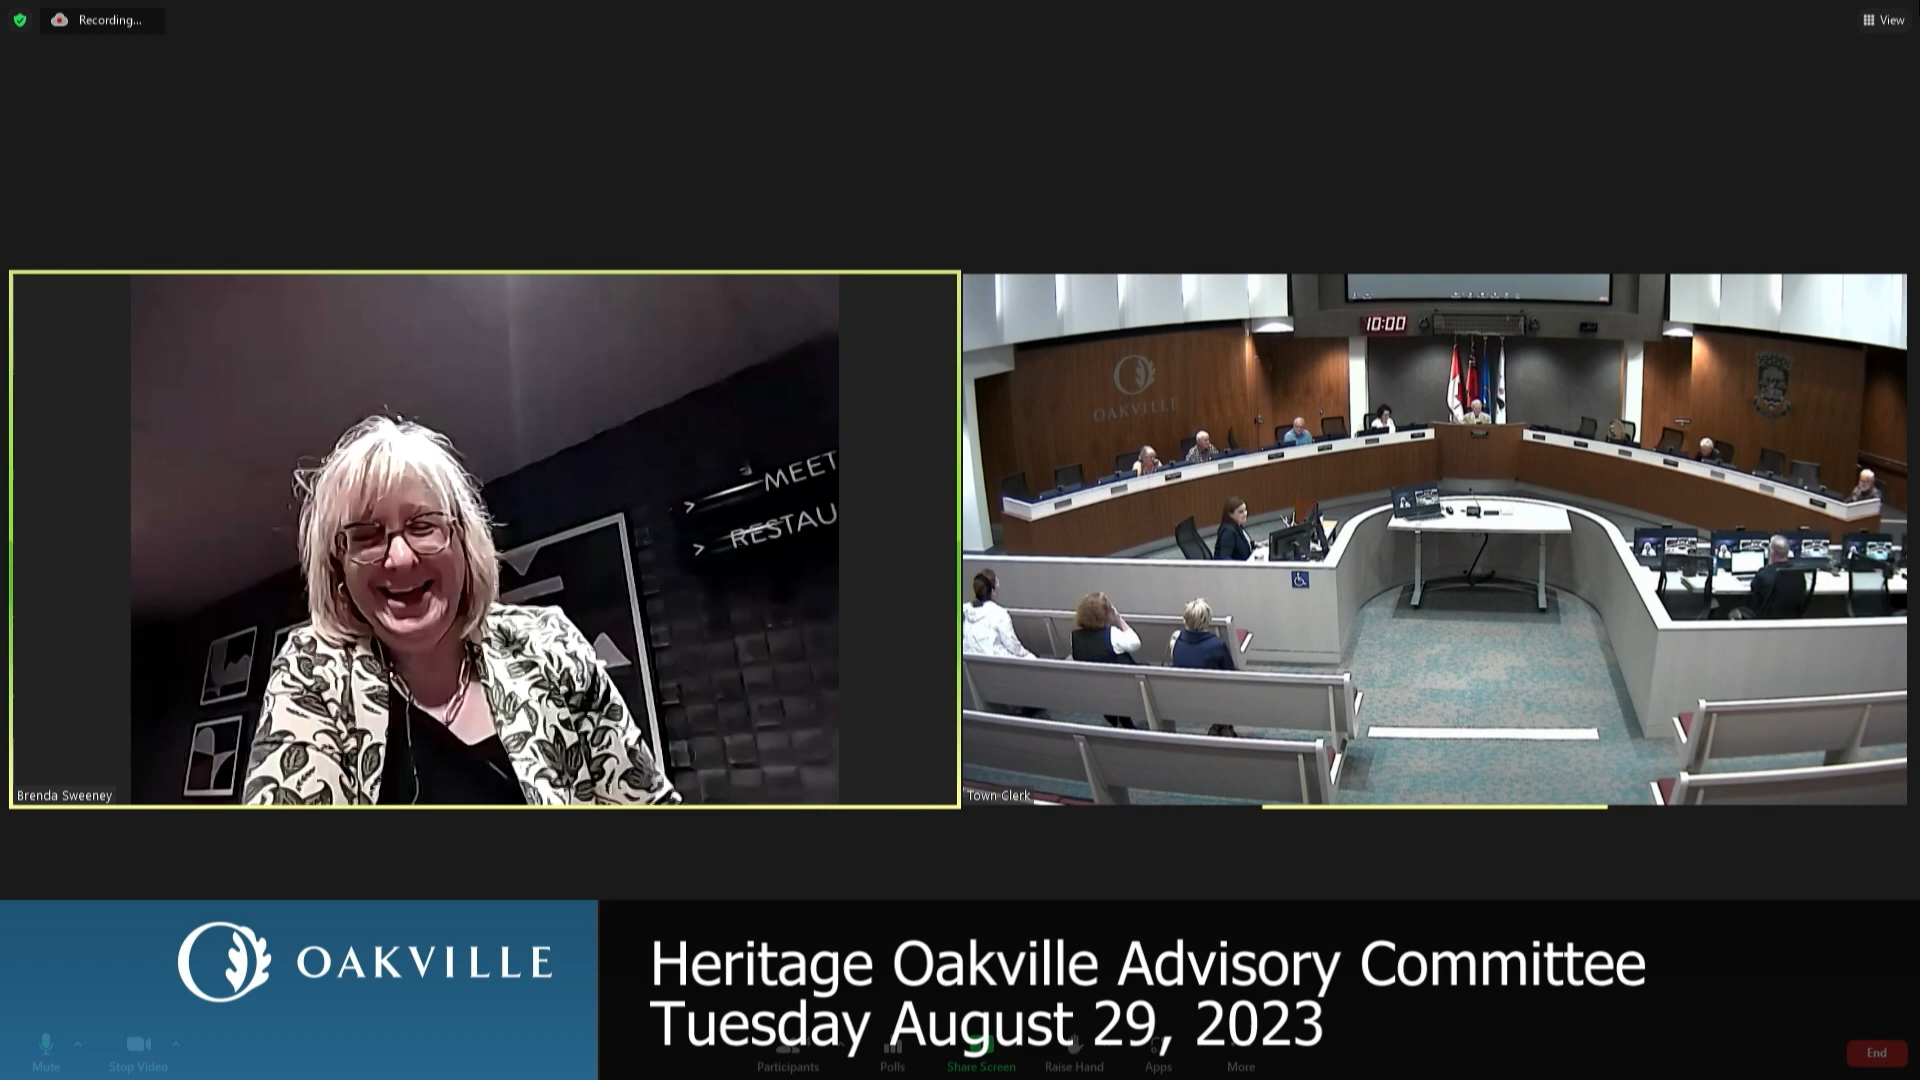 Recording...
View
10:00
OAKVILLE
> MEET
> RESTAU
Brenda Sweeney
Town Clerk
OAKVILLE
Heritage Oakville Advisory Committee
Tuesday August 29, 2023
Mute
Stop Video
Participants
Polls
Share Screen
Raise Hand
Apps
More
End